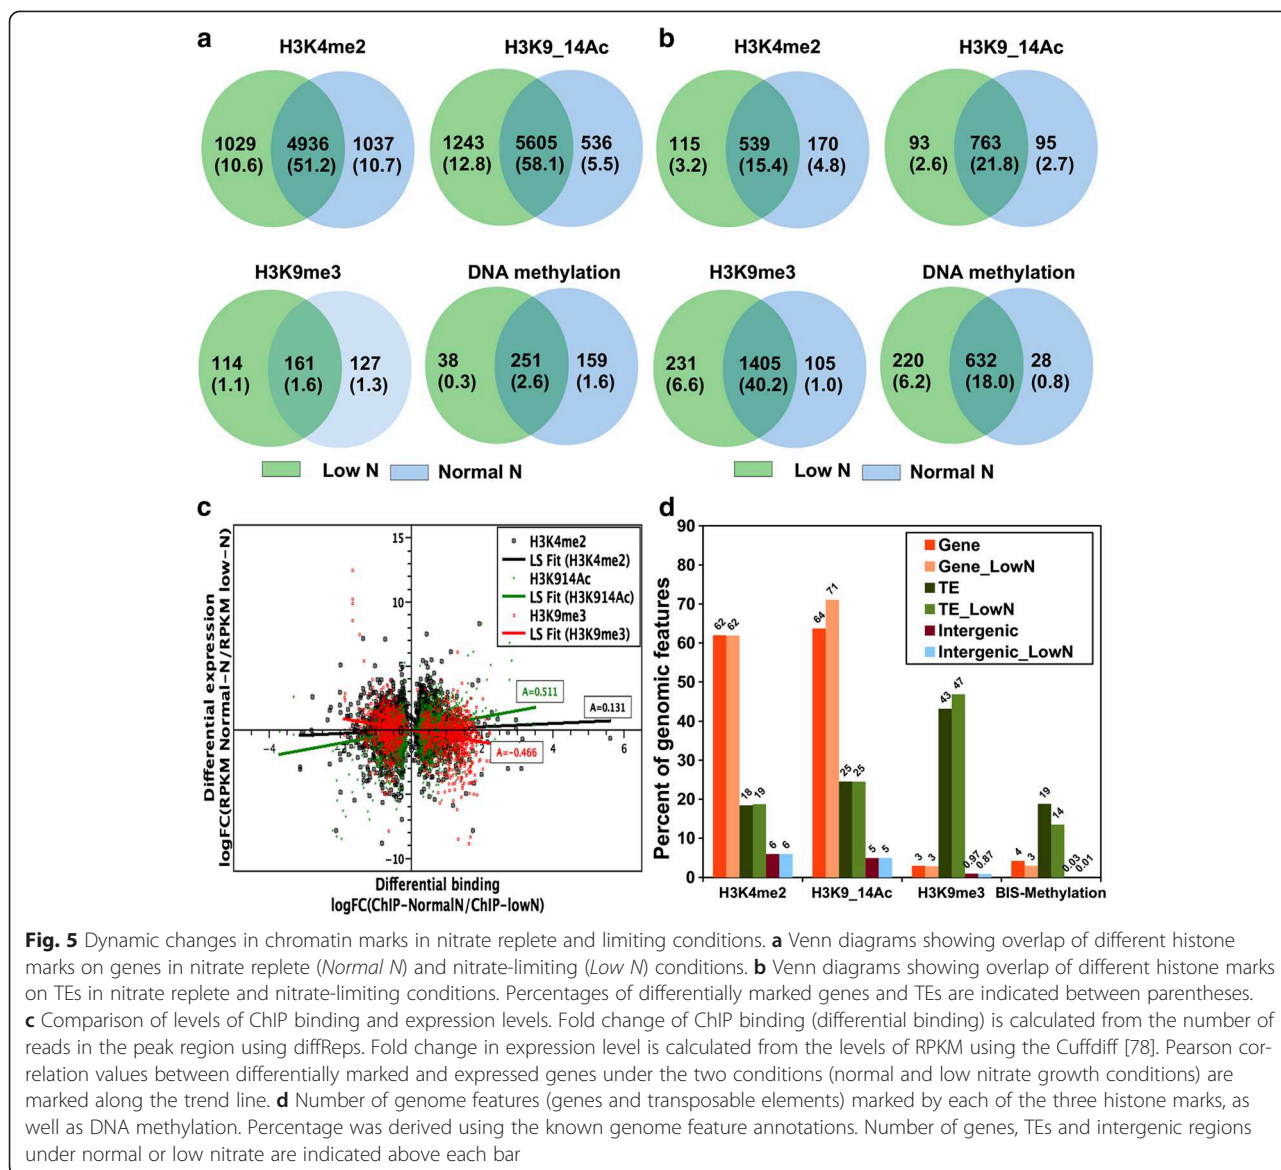 a
b
H3K4me2
H3K9_14Ac
H3K4me2
H3K9_14Ac
1029
(10.6)
4936
(51.2)
1037
(10.7)
1243
(12.8)
5605
(58.1)
536
(5.5)
115
(3.2)
539
(15.4)
170
(4.8)
93
(2.6)
763
(21.8)
95
(2.7)
H3K9me3
DNA methylation
H3K9me3
DNA methylation
114
(1.1)
161
(1.6)
127
(1.3)
38
(0.3)
251
(2.6)
159
(1.6)
231
(6.6)
1405
(40.2)
105
(1.0)
220
(6.2)
632
(18.0)
28
(0.8)
Low N
Normal N
Low N
Normal N
c
Differential expression
logFC(RPKM Normal-N/RPKM low-N)
15
10
5
0
-5
-10
-4
-2
0
2
4
6
H3K4me2
LS Fit (H3K4me2)
H3K914Ac
LS Fit (H3K914Ac)
H3K9me3
LS Fit (H3K9me3)
A=0.511
A=0.131
A=-0.466
Differential binding
logFC(ChIP-NormalN/ChIP-lowN)
d
Percent of genomic features
90
80
70
60
50
40
30
20
10
0
Gene
Gene_LowN
TE
TE_LowN
Intergenic
Intergenic_LowN
62
62
18
19
6
6
64
71
25
25
5
5
3
3
43
47
0.97
0.87
4
3
19
14
0.03
0.01
H3K4me2
H3K9_14Ac
H3K9me3
BIS-Methylation
Fig. 5 Dynamic changes in chromatin marks in nitrate replete and limiting conditions. a Venn diagrams showing overlap of different histone
marks on genes in nitrate replete (Normal N) and nitrate-limiting (Low N) conditions. b Venn diagrams showing overlap of different histone marks
on TEs in nitrate replete and nitrate-limiting conditions. Percentages of differentially marked genes and TEs are indicated between parentheses.
c Comparison of levels of ChIP binding and expression levels. Fold change of ChIP binding (differential binding) is calculated from the number of
reads in the peak region using diffReps. Fold change in expression level is calculated from the levels of RPKM using the Cuffdiff [78]. Pearson cor-
relation values between differentially marked and expressed genes under the two conditions (normal and low nitrate growth conditions) are
marked along the trend line. d Number of genome features (genes and transposable elements) marked by each of the three histone marks, as
well as DNA methylation. Percentage was derived using the known genome feature annotations. Number of genes, TEs and intergenic regions
under normal or low nitrate are indicated above each bar